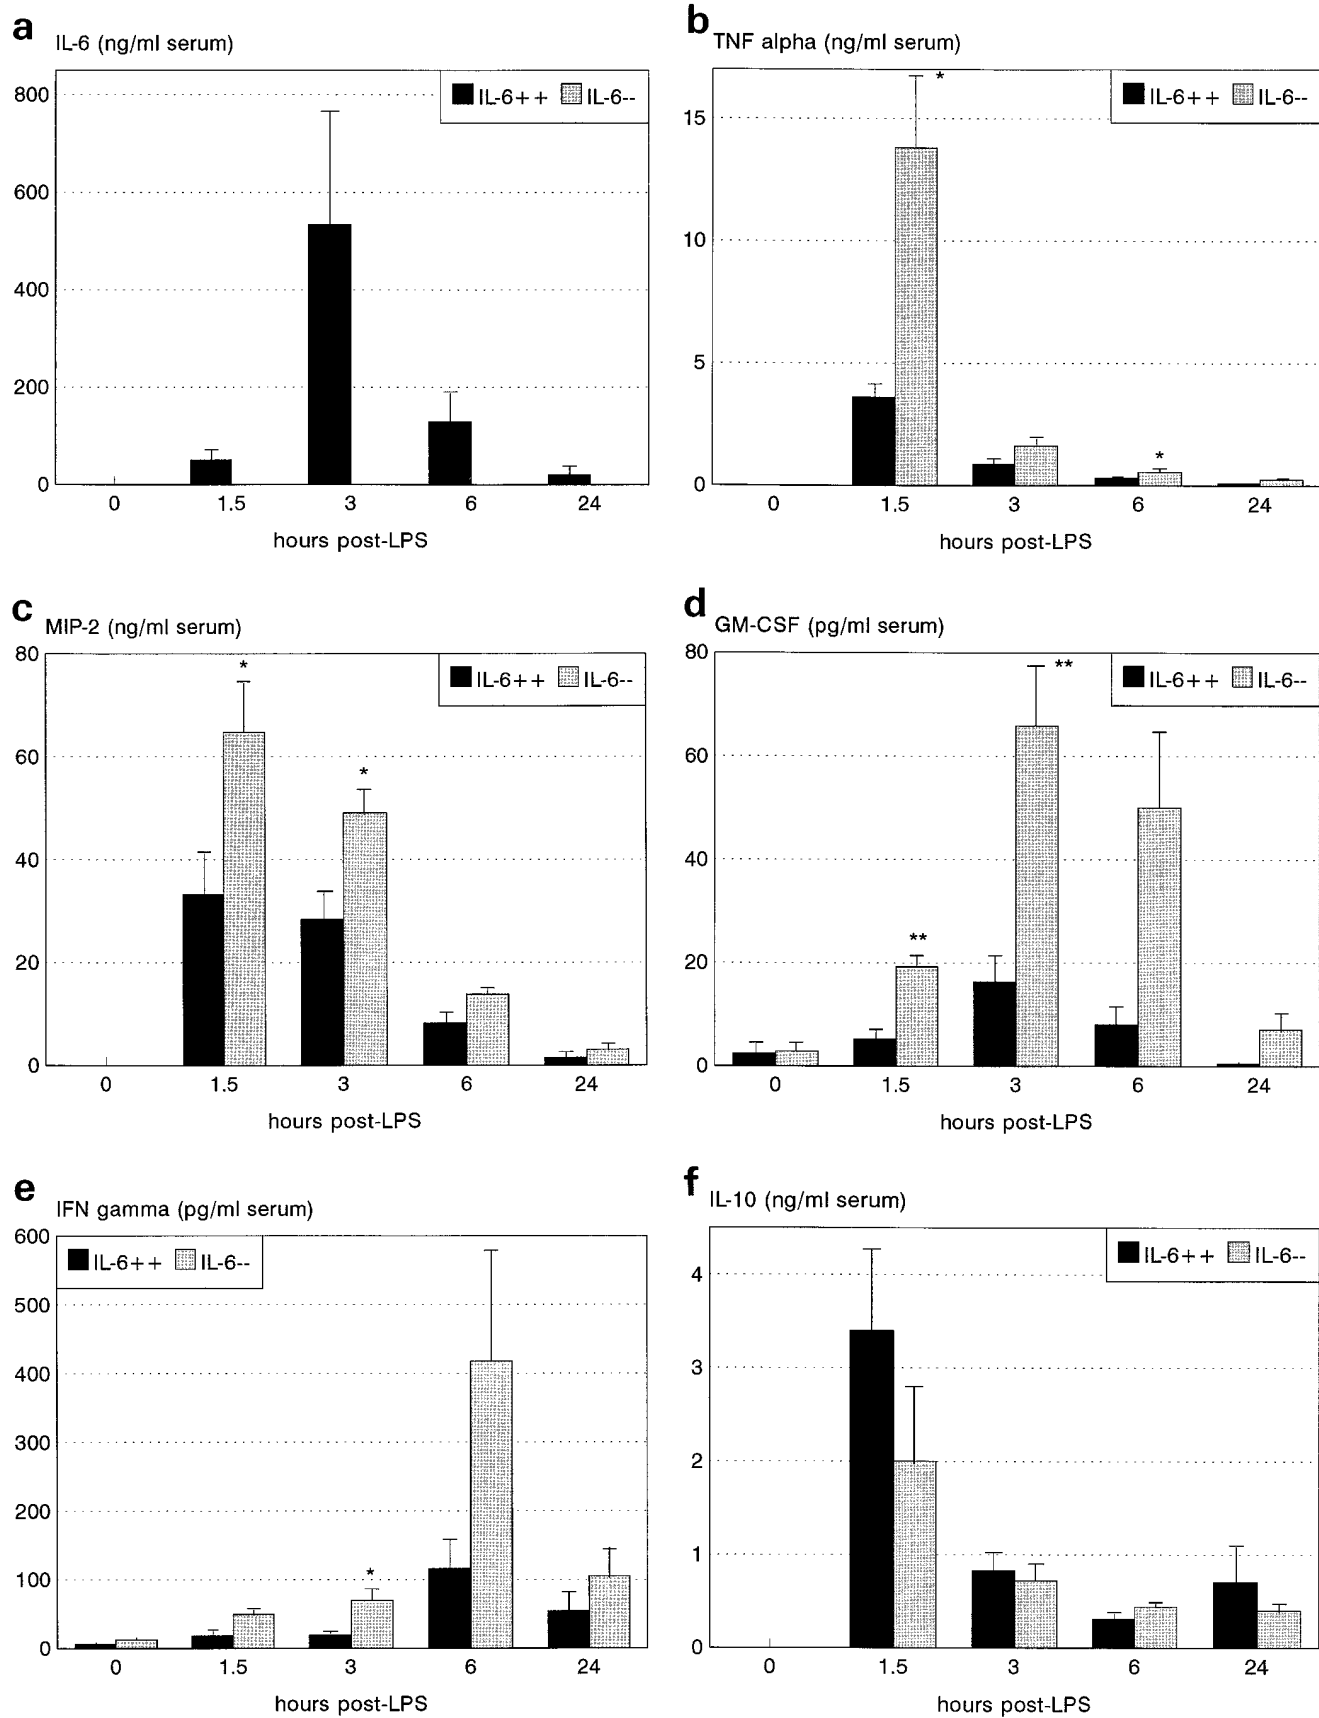 a
IL-6 (ng/ml serum)
IL-6++ IL-6--
800
600
400
200
0
0 1.5 3 6 24
hours post-LPS
b
TNF alpha (ng/ml serum)
*
IL-6++ IL-6--
15
10
5
*
0
0 1.5 3 6 24
hours post-LPS
c
MIP-2 (ng/ml serum)
80
*
IL-6++ IL-6--
60
*
40
20
0
0 1.5 3 6 24
hours post-LPS
d
GM-CSF (pg/ml serum)
80
**
IL-6++ IL-6--
60
40
**
20
0
0 1.5 3 6 24
hours post-LPS
e
IFN gamma (pg/ml serum)
600
IL-6++ IL-6--
500
400
300
200
100
*
0
0 1.5 3 6 24
hours post-LPS
f
IL-10 (ng/ml serum)
IL-6++ IL-6--
4
3
2
1
0
0 1.5 3 6 24
hours post-LPS